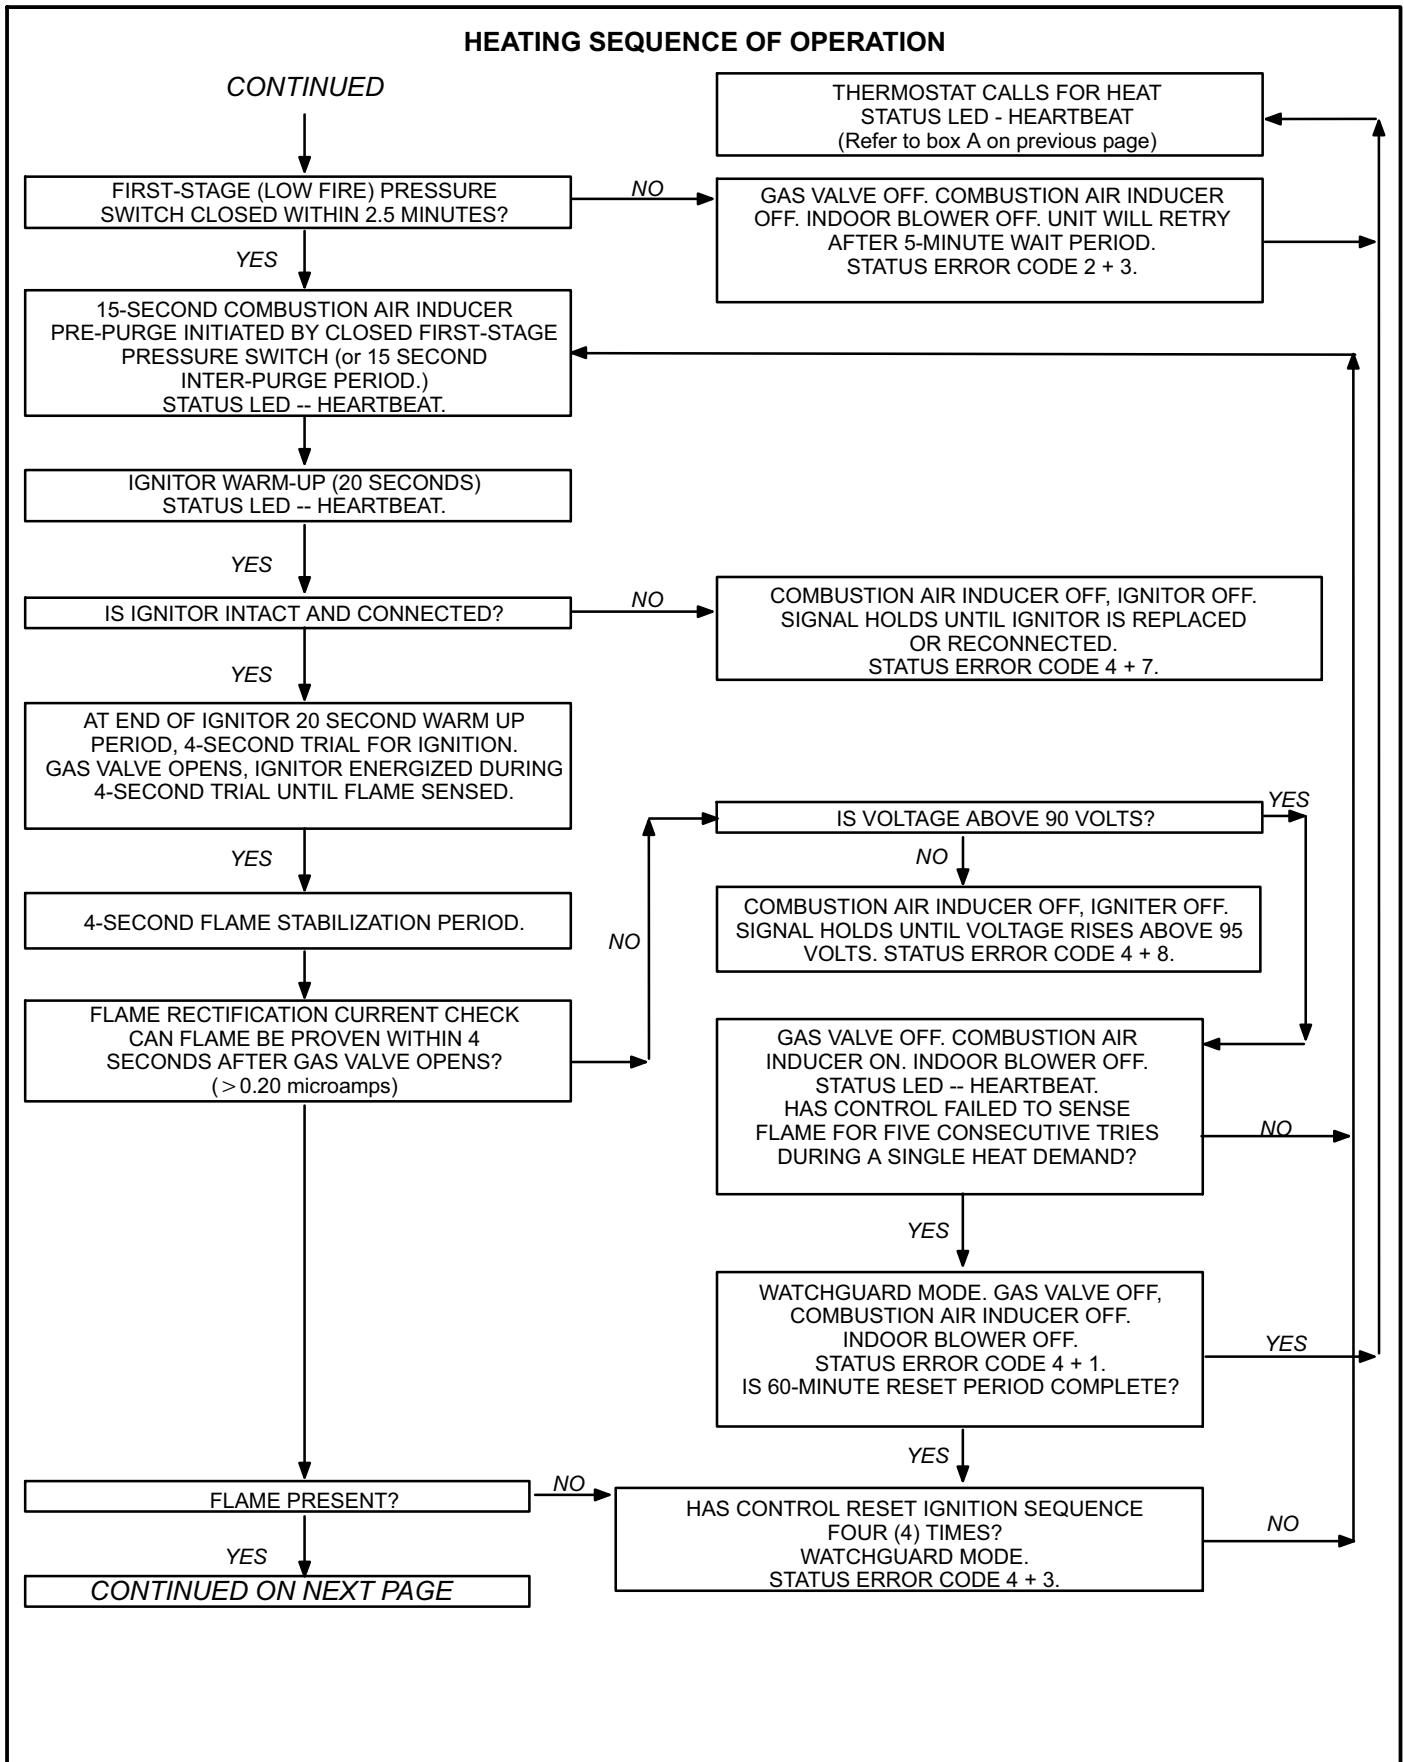 HEATING SEQUENCE OF OPERATION
CONTINUED
THERMOSTAT CALLS FOR HEAT
STATUS LED - HEARTBEAT
(Refer to box A on previous page)
FIRST-STAGE (LOW FIRE) PRESSURE
SWITCH CLOSED WITHIN 2.5 MINUTES?
NO
GAS VALVE OFF. COMBUSTION AIR INDUCER
OFF. INDOOR BLOWER OFF. UNIT WILL RETRY
AFTER 5-MINUTE WAIT PERIOD.
STATUS ERROR CODE 2 + 3.
YES
15-SECOND COMBUSTION AIR INDUCER
PRE-PURGE INITIATED BY CLOSED FIRST-STAGE
PRESSURE SWITCH (or 15 SECOND
INTER-PURGE PERIOD.)
STATUS LED -- HEARTBEAT.
IGNITOR WARM-UP (20 SECONDS)
STATUS LED -- HEARTBEAT.
YES
IS IGNITOR INTACT AND CONNECTED?
NO
COMBUSTION AIR INDUCER OFF, IGNITOR OFF.
SIGNAL HOLDS UNTIL IGNITOR IS REPLACED
OR RECONNECTED.
STATUS ERROR CODE 4 + 7.
YES
AT END OF IGNITOR 20 SECOND WARM UP
PERIOD, 4-SECOND TRIAL FOR IGNITION.
GAS VALVE OPENS, IGNITOR ENERGIZED DURING
4-SECOND TRIAL UNTIL FLAME SENSED.
YES
4-SECOND FLAME STABILIZATION PERIOD.
FLAME RECTIFICATION CURRENT CHECK
CAN FLAME BE PROVEN WITHIN 4
SECONDS AFTER GAS VALVE OPENS?
(>0.20 microamps)
NO
IS VOLTAGE ABOVE 90 VOLTS?
YES
NO
COMBUSTION AIR INDUCER OFF, IGNITER OFF.
SIGNAL HOLDS UNTIL VOLTAGE RISES ABOVE 95
VOLTS. STATUS ERROR CODE 4 + 8.
GAS VALVE OFF. COMBUSTION AIR
INDUCER ON. INDOOR BLOWER OFF.
STATUS LED -- HEARTBEAT.
HAS CONTROL FAILED TO SENSE
FLAME FOR FIVE CONSECUTIVE TRIES
DURING A SINGLE HEAT DEMAND?
NO
YES
WATCHGUARD MODE. GAS VALVE OFF,
COMBUSTION AIR INDUCER OFF.
INDOOR BLOWER OFF.
STATUS ERROR CODE 4 + 1.
IS 60-MINUTE RESET PERIOD COMPLETE?
YES
YES
FLAME PRESENT?
NO
HAS CONTROL RESET IGNITION SEQUENCE
FOUR (4) TIMES?
WATCHGUARD MODE.
STATUS ERROR CODE 4 + 3.
NO
YES
CONTINUED ON NEXT PAGE